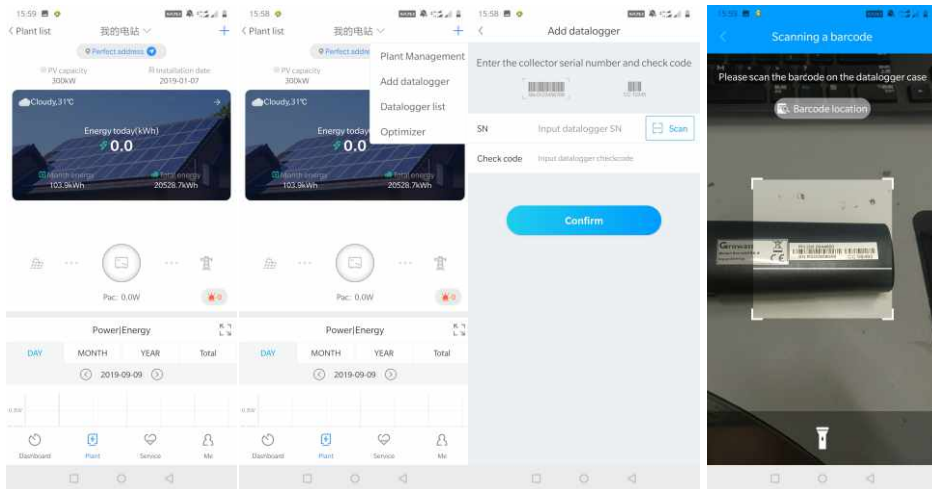 15:59
Plant list 我的电站
Perfect address
PV capacity
300kW
Installation date
2019-01-07
Cloudy,31℃
Energy today(kWh)
0.0
Month energy
103.9kWh
Total energy
20528.7kWh
Pac: 0.0W
0
Power|Energy
DAY MONTH YEAR Total
2019-09-09
Dashboard Plant Service Me
15:58
Plant list 我的电站
Perfect addre
PV capacity
300kW
Plant Management
Add datalogger
Datalogger list
Optimizer
Cloudy,31℃
Energy today
0.0
Month energy
103.9kWh
Total energy
20528.7kWh
Pac: 0.0W
0
Power|Energy
DAY MONTH YEAR Total
2019-09-09
Dashboard Plant Service Me
15:58
Add datalogger
Enter the collector serial number and check code
SN Input datalogger SN Scan
Check code Input datalogger checkcode
Confirm
Scanning a barcode
Please scan the barcode on the datalogger case
Barcode location
Growatt